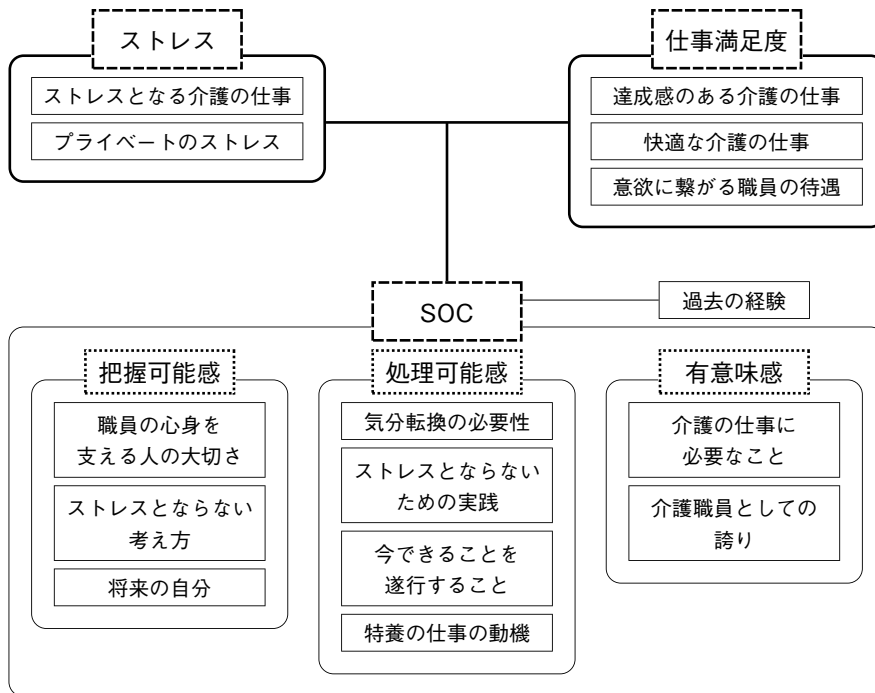 ストレス
ストレスとなる介護の仕事
プライベートのストレス
仕事満足度
達成感のある介護の仕事
快適な介護の仕事
意欲に繋がる職員の待遇
SOC
過去の経験
把握可能感
職員の心身を
支える人の大切さ
ストレスとならない
考え方
将来の自分
処理可能感
気分転換の必要性
ストレスとならない
ための実践
今できることを
遂行すること
特養の仕事の動機
有意味感
介護の仕事に
必要なこと
介護職員としての
誇り